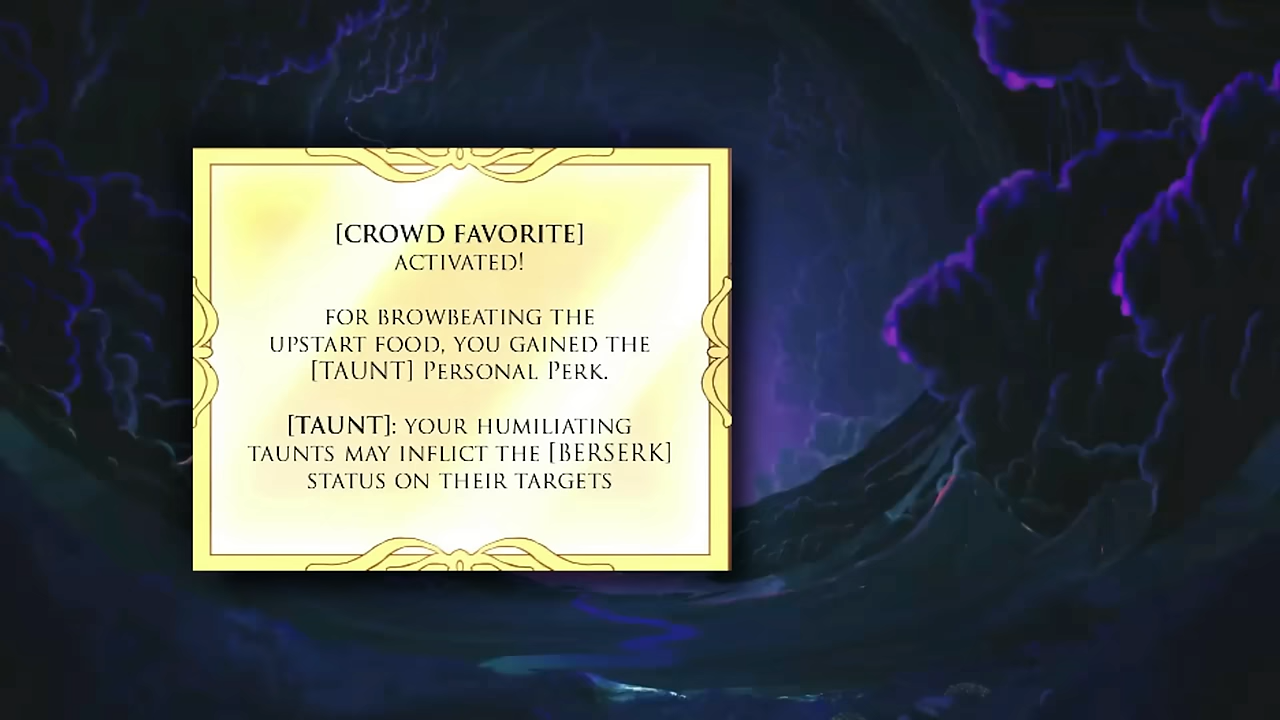 [CROWD FAVORITE]
ACTIVATED!
FOR BROWBEATING THE
UPSTART FOOD, YOU GAINED THE
[TAUNT] PERSONAL PERK.
[TAUNT]: YOUR HUMILIATING
TAUNTS MAY INFLICT THE [BERSERK]
STATUS ON THEIR TARGETS